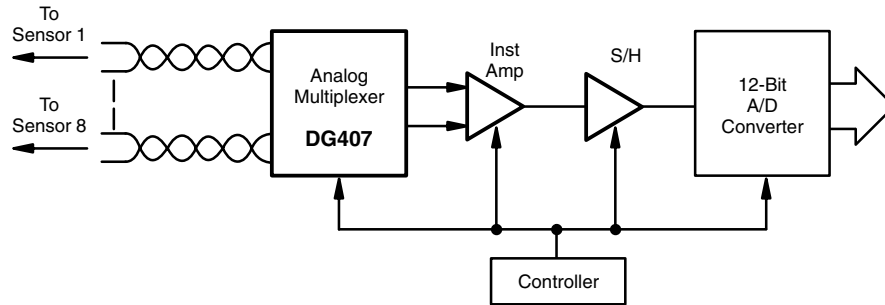 To
Sensor 1
To
Sensor 8
Analog
Multiplexer
DG407
Inst
Amp
S/H
12-Bit
A/D
Converter
Controller